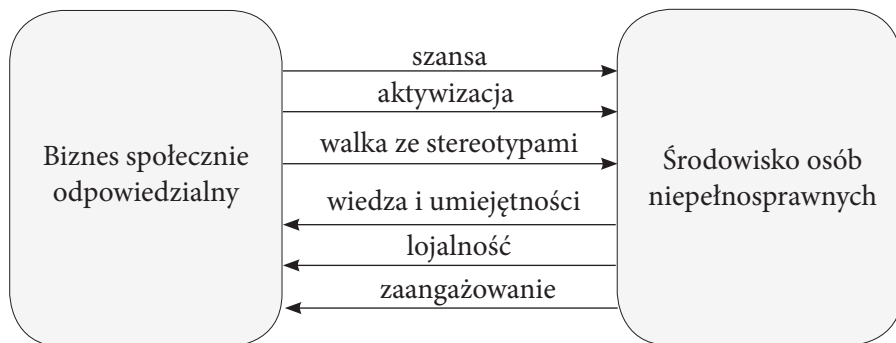 szansa
aktywizacja
walka ze stereotypami
wiedza i umiejętności
lojalność
zaangażowanie
Biznes społecznie
odpowiedzialny
Środowisko osób
niepełnosprawnych